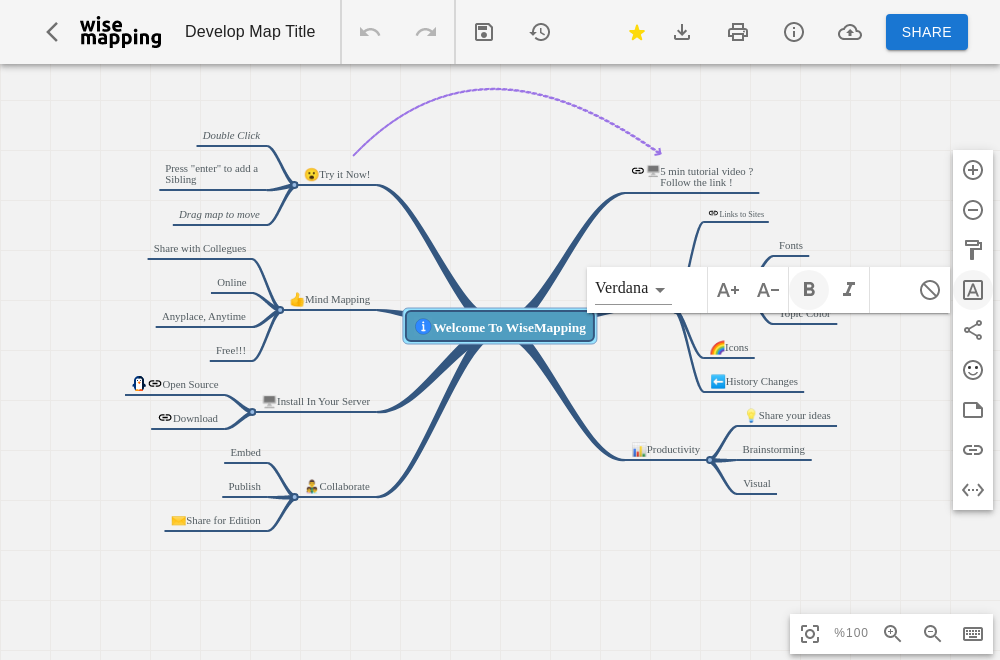 wise
mapping
Develop Map Title
SHARE
Double Click
Press "enter" to add a
Sibling
Drag map to move
😮Try it Now!
5 min tutorial video ?
Follow the link !
Links to Sites
Fonts
Topic Color
Verdana
A+
A-
B
I
A
Share with Collegues
Online
Anyplace, Anytime
Free!!!
👍Mind Mapping
Welcome To WiseMapping
Icons
History Changes
Open Source
Download
Install In Your Server
Share your ideas
Brainstorming
Visual
Productivity
Embed
Publish
Share for Edition
Collaborate
%100